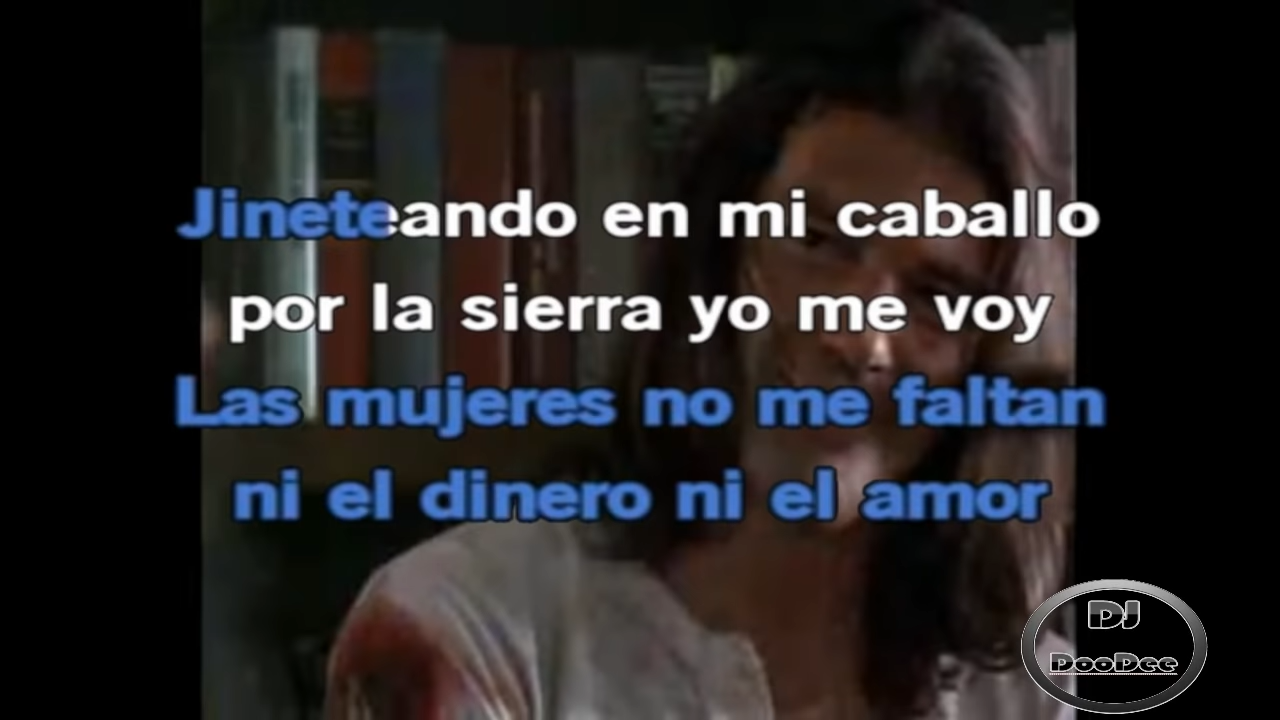 Jineteando en mi caballo
por la sierra yo me voy
Las mujeres no me faltan
ni el dinero ni el amor
DJ
DooDee